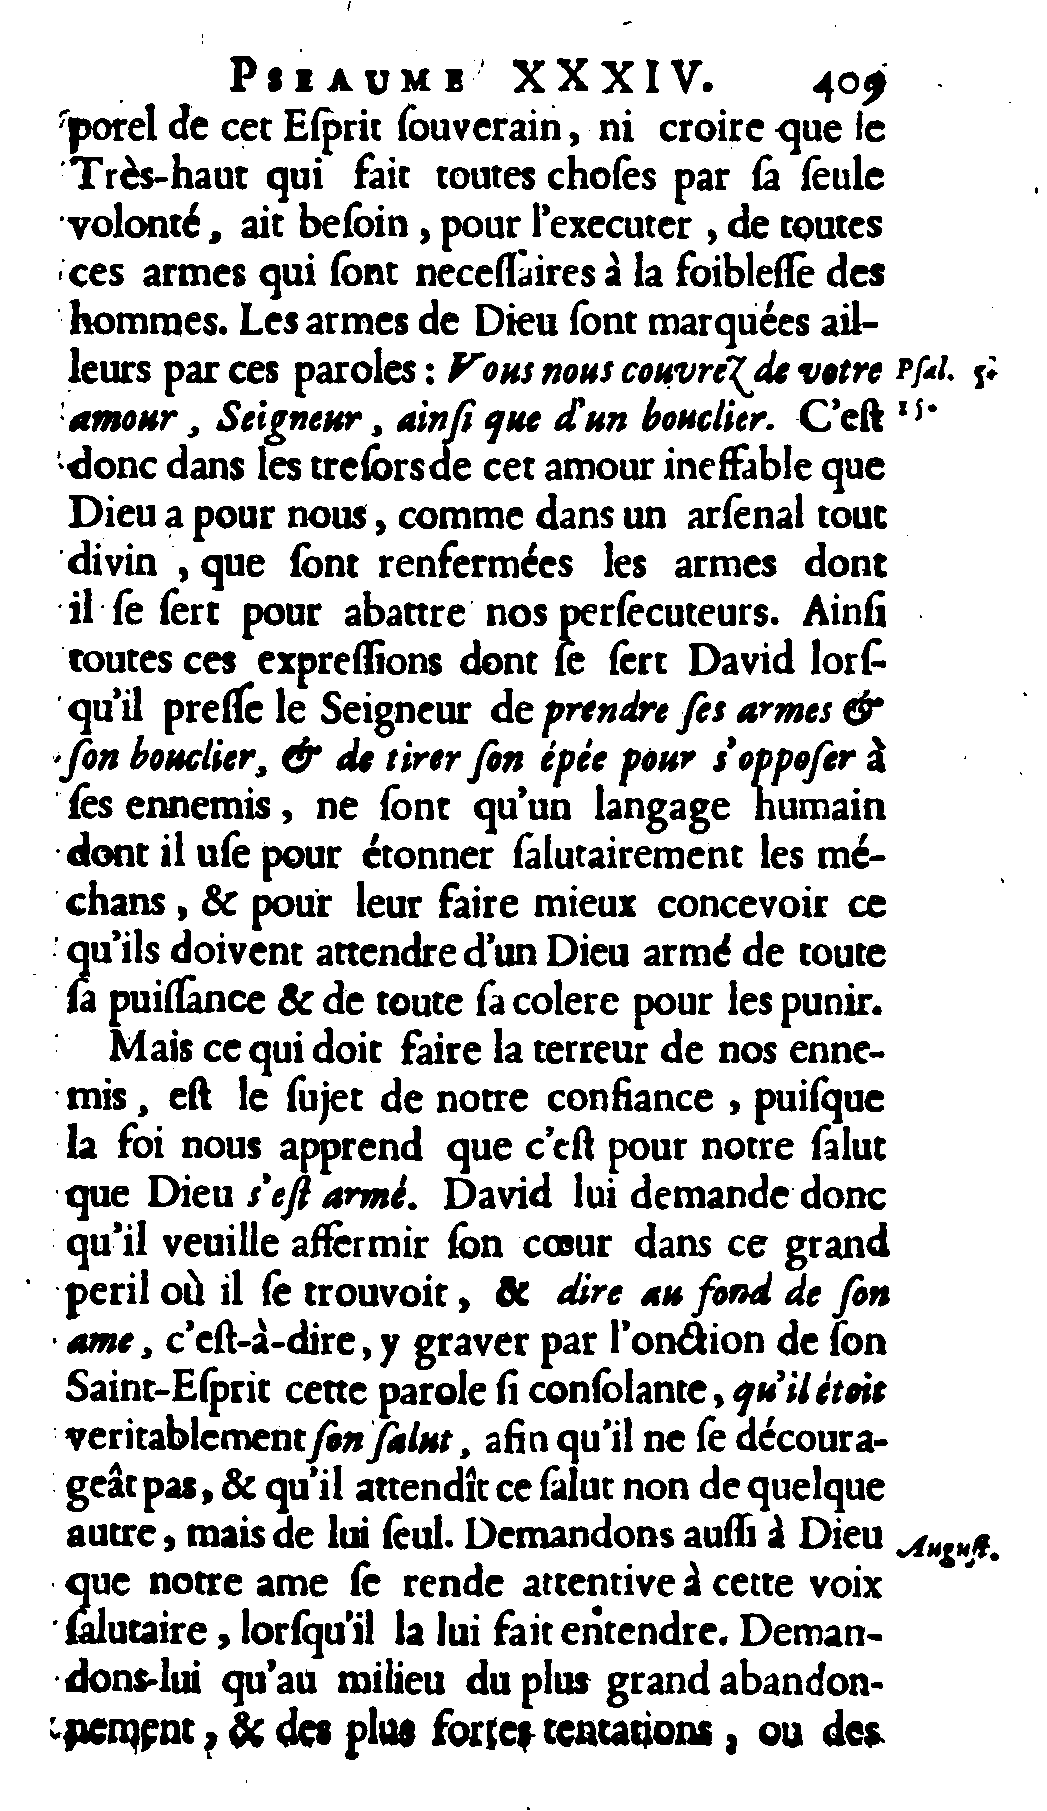 PSEAUME XXXIV. 409
porel de cet Eſprit ſouverain, ni croire que le
Très-haut qui fait toutes choſes par ſa ſeule
volonté, ait beſoin, pour l'executer, de toutes
ces armes qui ſont neceſſaires à la foibleſſe des
hommes. Les armes de Dieu ſont marquées ail-
leurs par ces paroles : Vous nous couvrez de votre Pſal. 5.
amour, Seigneur, ainſi que d'un bouclier. C'eſt 15.
donc dans les treſors de cet amour ineffable que
Dieu a pour nous, comme dans un arſenal tout
divin, que ſont renfermées les armes dont
il ſe ſert pour abattre nos perſecuteurs. Ainſi
toutes ces expreſſions dont ſe ſert David lorſ-
qu'il preſſe le Seigneur de prendre ſes armes &
ſon bouclier, & de tirer ſon épée pour s'oppoſer à
ſes ennemis, ne ſont qu'un langage humain
dont il uſe pour étonner ſalutairement les mé-
chans, & pour leur faire mieux concevoir ce
qu'ils doivent attendre d'un Dieu armé de toute
ſa puiſſance & de toute ſa colere pour les punir.
Mais ce qui doit faire la terreur de nos enne-
mis, eſt le ſujet de notre confiance, puiſque
la foi nous apprend que c'eſt pour notre ſalut
que Dieu s'eſt armé. David lui demande donc
qu'il veuille affermir ſon cœur dans ce grand
peril où il ſe trouvoit, & dire au fond de ſon
ame, c'eſt-à-dire, y graver par l'onction de ſon
Saint-Eſprit cette parole ſi conſolante, qu'il étoit
veritablement ſon ſalut, afin qu'il ne ſe découra-
geât pas, & qu'il attendît ce ſalut non de quelque
autre, mais de lui ſeul. Demandons auſſi à Dieu Auguſt.
que notre ame ſe rende attentive à cette voix
ſalutaire, lorſqu'il la lui fait entendre. Deman-
dons-lui qu'au milieu du plus grand abandon-
nement, & des plus fortes tentations, ou des